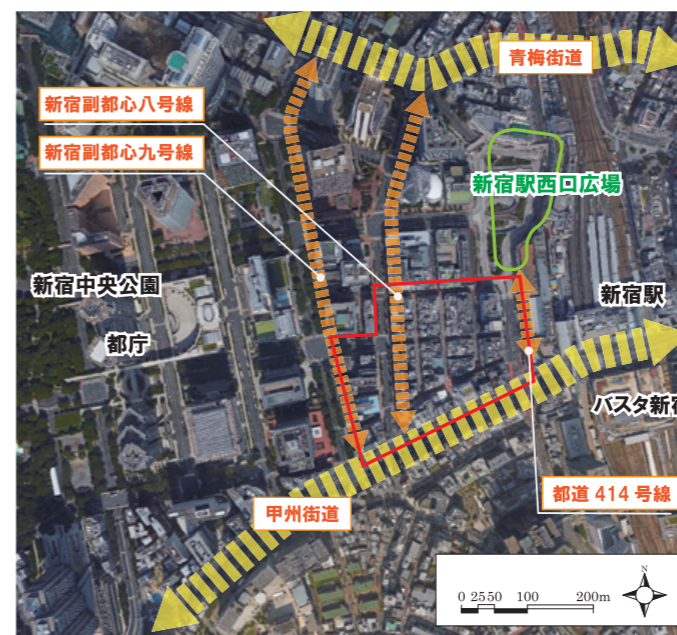 青梅街道
新宿副都心八号線
新宿副都心九号線
新宿駅西口広場
新宿中央公園
新宿駅
都庁
バスタ新宿
都道 414 号線
甲州街道
N
0 25 50 100 200m